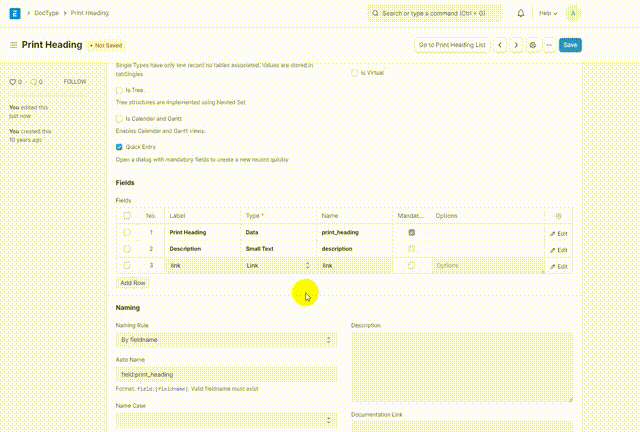 DocType
Print Heading
Search or type a command (Ctrl + G)
Help
A
Print Heading
Not Saved
Go to Print Heading List
Save
0
0
FOLLOW
You edited this
just now
You created this
10 years ago
Single Types have only one record no tables associated. Values are stored in
tabSingles
Is Virtual
Is Tree
Tree structures are implemented using Nested Set
Is Calendar and Gantt
Enables Calendar and Gantt views.
Quick Entry
Open a dialog with mandatory fields to create a new record quickly
Fields
Fields
No. Label Type * Name Mandat... Options
1 Print Heading Data print_heading Edit
2 Description Small Text description Edit
3 link Link link Options Edit
Add Row
Naming
Naming Rule
By fieldname
Description
Auto Name
field:print_heading
Format: field:[fieldname]. Valid fieldname must exist
Name Case
Documentation Link